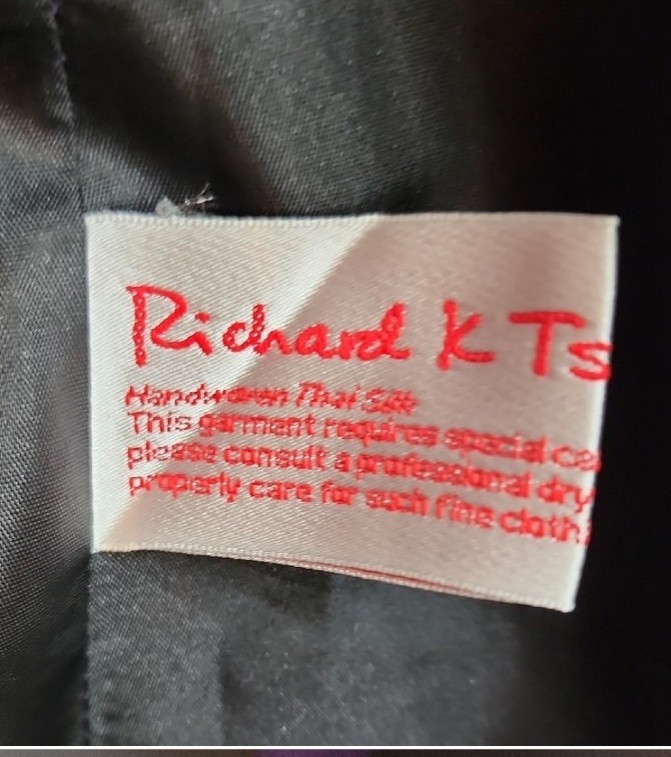 Richard K Ts
Handwoven Thai Silk
This garment requires special ca
please consult a professional dry
properly care for such fine cloth